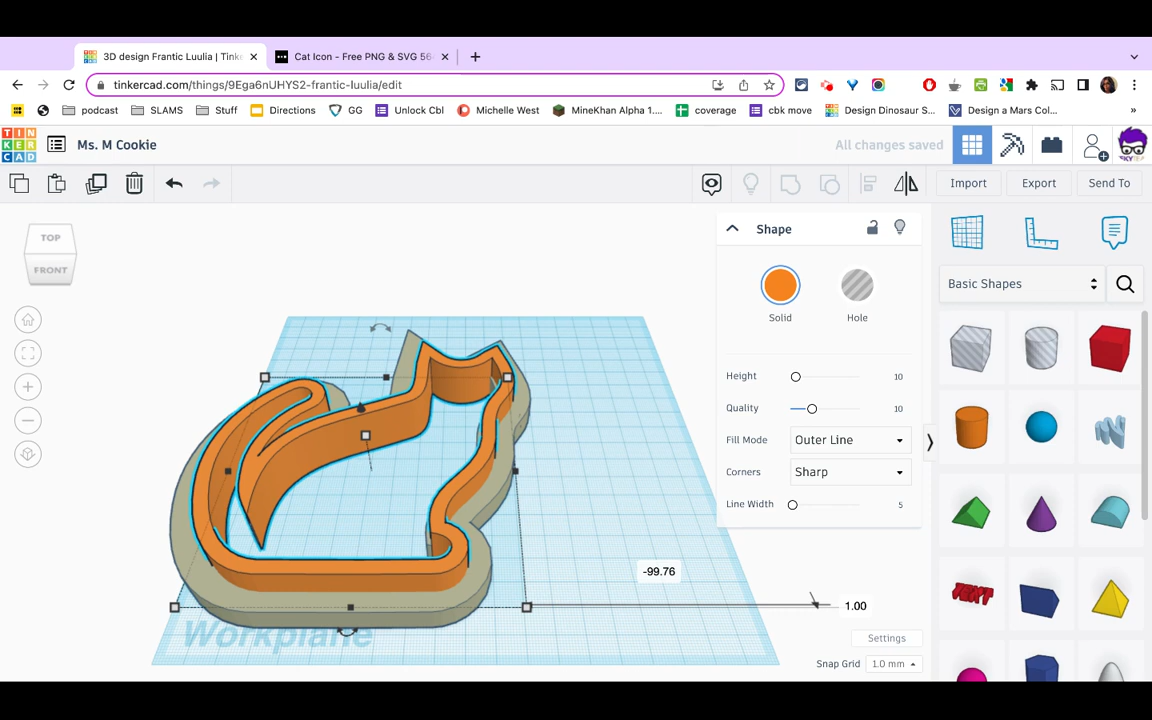 3D design Frantic Luulia | Tinke
Cat Icon - Free PNG & SVG 56
tinkercad.com/things/9Ega6nUHYS2-frantic-luulia/edit
podcast
SLAMS
Stuff
Directions
GG
Unlock Cbl
Michelle West
MineKhan Alpha 1....
coverage
cbk move
Design Dinosaur S...
Design a Mars Col...
»
TIN
KER
CAD
Ms. M Cookie
All changes saved
Import
Export
Send To
TOP
FRONT
Shape
Solid
Hole
Height
10
Quality
10
Fill Mode
Outer Line
Corners
Sharp
Line Width
5
Basic Shapes
TEXT
-99.76
1.00
Workplane
Settings
Snap Grid
1.0 mm